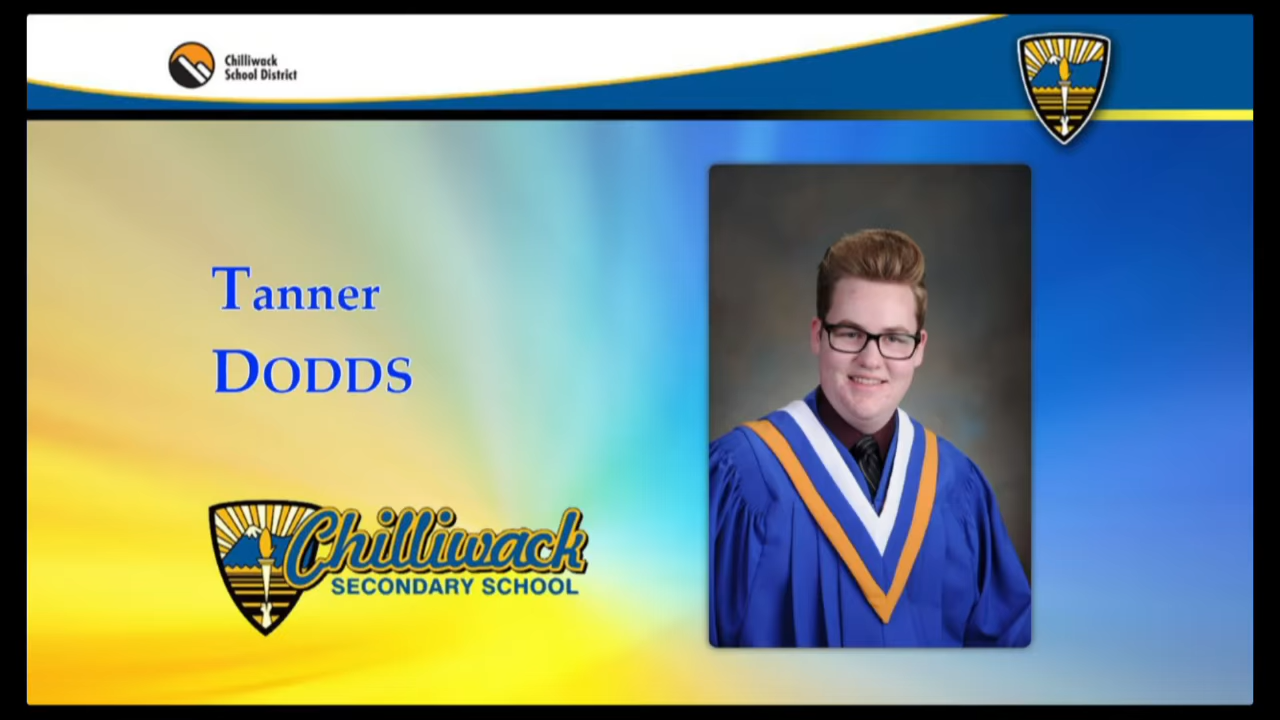 Chilliwack
School District
Tanner
DODDS
Chilliwack
SECONDARY SCHOOL